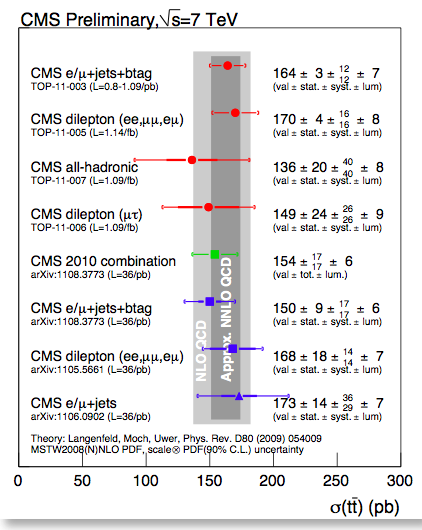 CMS Preliminary,√s=7 TeV
CMS e/μ+jets+btag
TOP-11-003 (L=0.8-1.09/pb)
164 ± 3 ± 12 12 ± 7
(val ± stat. ± syst. ± lum)
CMS dilepton (ee,μμ,eμ)
TOP-11-005 (L=1.14/fb)
170 ± 4 ± 16 16 ± 8
(val ± stat. ± syst. ± lum)
CMS all-hadronic
TOP-11-007 (L=1.09/fb)
136 ± 20 ± 40 40 ± 8
(val ± stat. ± syst. ± lum)
CMS dilepton (μτ)
TOP-11-006 (L=1.09/fb)
149 ± 24 ± 26 26 ± 9
(val ± stat. ± syst. ± lum)
CMS 2010 combination
arXiv:1108.3773 (L=36/pb)
154 ± 17 17 ± 6
(val ± tot. ± lum.)
CMS e/μ+jets+btag
arXiv:1108.3773 (L=36/pb)
150 ± 9 ± 17 17 ± 6
(val ± stat. ± syst. ± lum)
CMS dilepton (ee,μμ,eμ)
arXiv:1105.5661 (L=36/pb)
168 ± 18 ± 14 14 ± 7
(val ± stat. ± syst. ± lum)
CMS e/μ+jets
arXiv:1106.0902 (L=36/pb)
173 ± 14 ± 36 29 ± 7
(val ± stat. ± syst. ± lum)
NLO QCD
Approx. NNLO QCD
Theory: Langenfeld, Moch, Uwer, Phys. Rev. D80 (2009) 054009
MSTW2008(N)NLO PDF, scale⊗ PDF(90% C.L.) uncertainty
0 50 100 150 200 250 300
σ(tt̄) (pb)